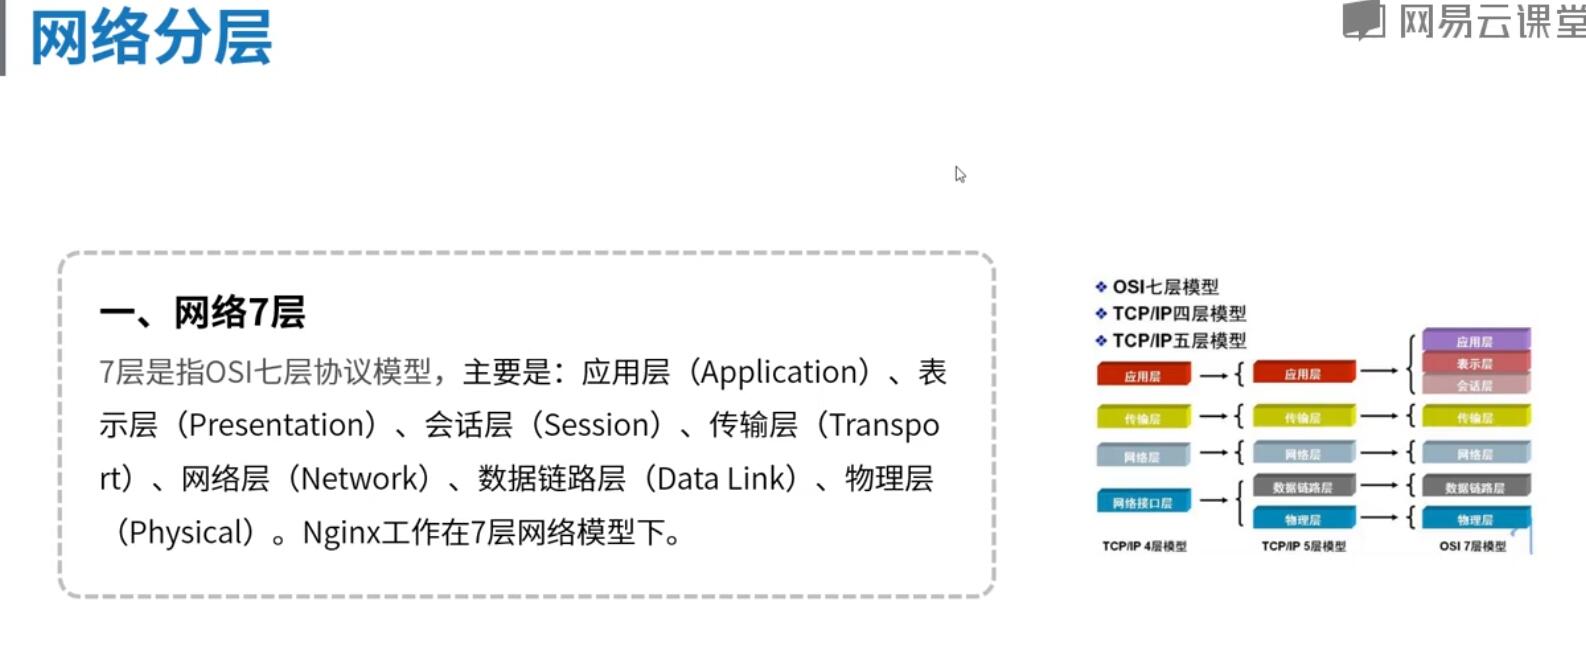 网络分层
网易云课堂
一、网络7层
7层是指OSI七层协议模型，主要是：应用层（Application）、表
示层（Presentation）、会话层（Session）、传输层（Transpo
rt）、网络层（Network）、数据链路层（Data Link）、物理层
（Physical）。Nginx工作在7层网络模型下。
❖ OSI七层模型
❖ TCP/IP四层模型
❖ TCP/IP五层模型
应用层
传输层
网络层
网络接口层
TCP/IP 4层模型
应用层
传输层
网络层
数据链路层
物理层
TCP/IP 5层模型
应用层
表示层
会话层
传输层
网络层
数据链路层
物理层
OSI 7层模型